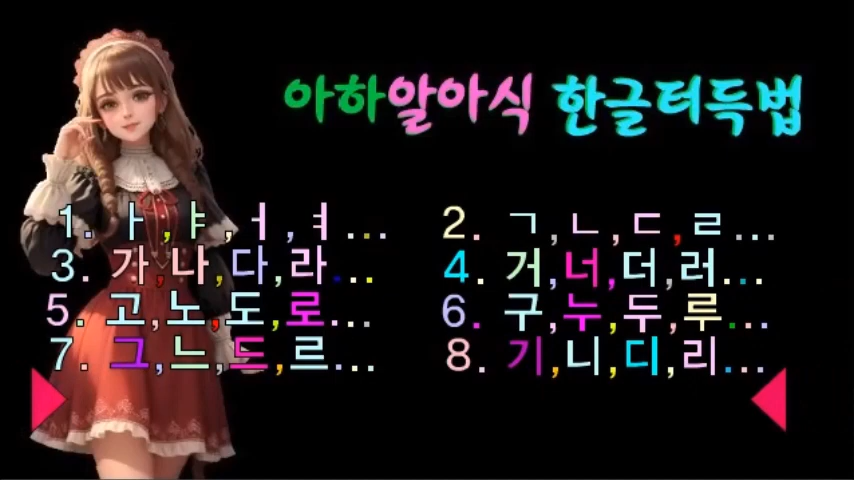 아하알아식 한글터득법
1. ㅏ,ㅑ,ㅓ,ㅕ... 2. ㄱ,ㄴ,ㄷ,ㄹ...
3. 가,나,다,라... 4. 거,너,더,러...
5. 고,노,도,로... 6. 구,누,두,루...
7. 그,느,드,르... 8. 기,니,디,리...